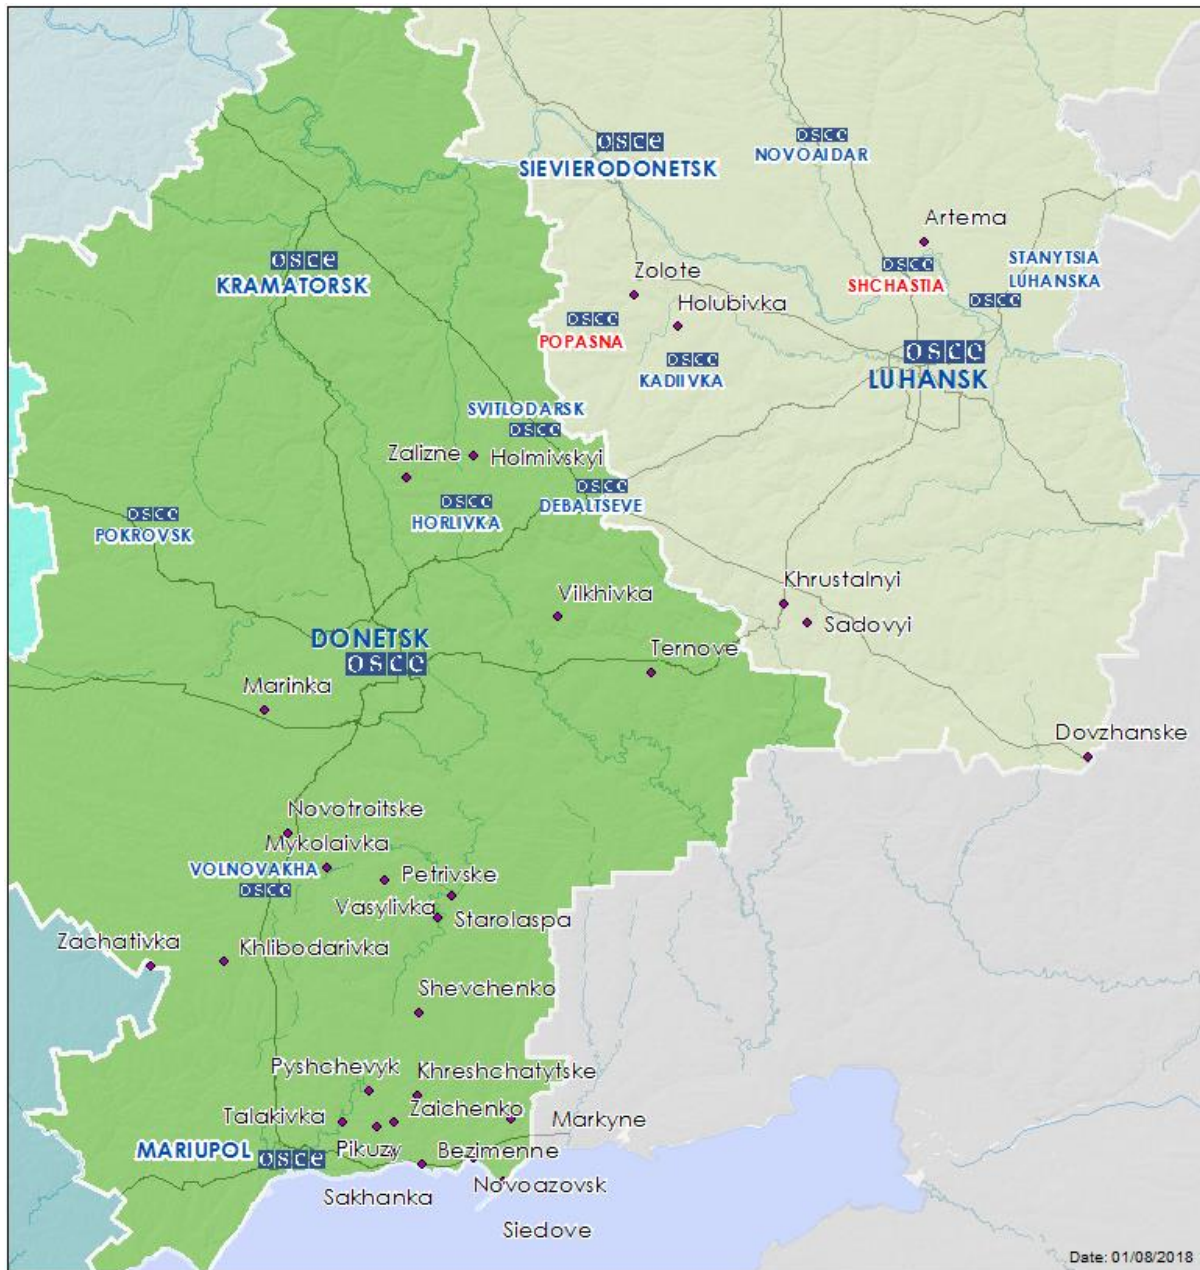 osce
NOVOAIDAR
osce
SIEVIERODONETSK
Artema
osce
KRAMATORSK
osce
SHCHASTIA
STANYTSIA
LUHANSKA
osce
Zolote
Holubivka
osce
POPASNA
osce
KADIIVKA
osce
LUHANSK
SVITLODARSK
osce
Zalizne
Holmivskyi
osce
HORLIVKA
osce
DEBALTSEVE
osce
POKROVSK
Khrustalnyi
Sadovyi
Vilkhivka
Ternove
DONETSK
osce
Marinka
Dovzhanske
Novotroitske
Mykolaivka
VOLNOVAKHA
osce
Petrivske
Vasylivka
Starolaspa
Zachativka
Khlibodarivka
Shevchenko
Pyshchevyk
Khreshchatytske
Talakivka
Zaichenko
Markyne
MARIUPOL
osce
Pikuzy
Bezimenne
Sakhanka
Novoazovsk
Siedove
Date: 01/08/2018